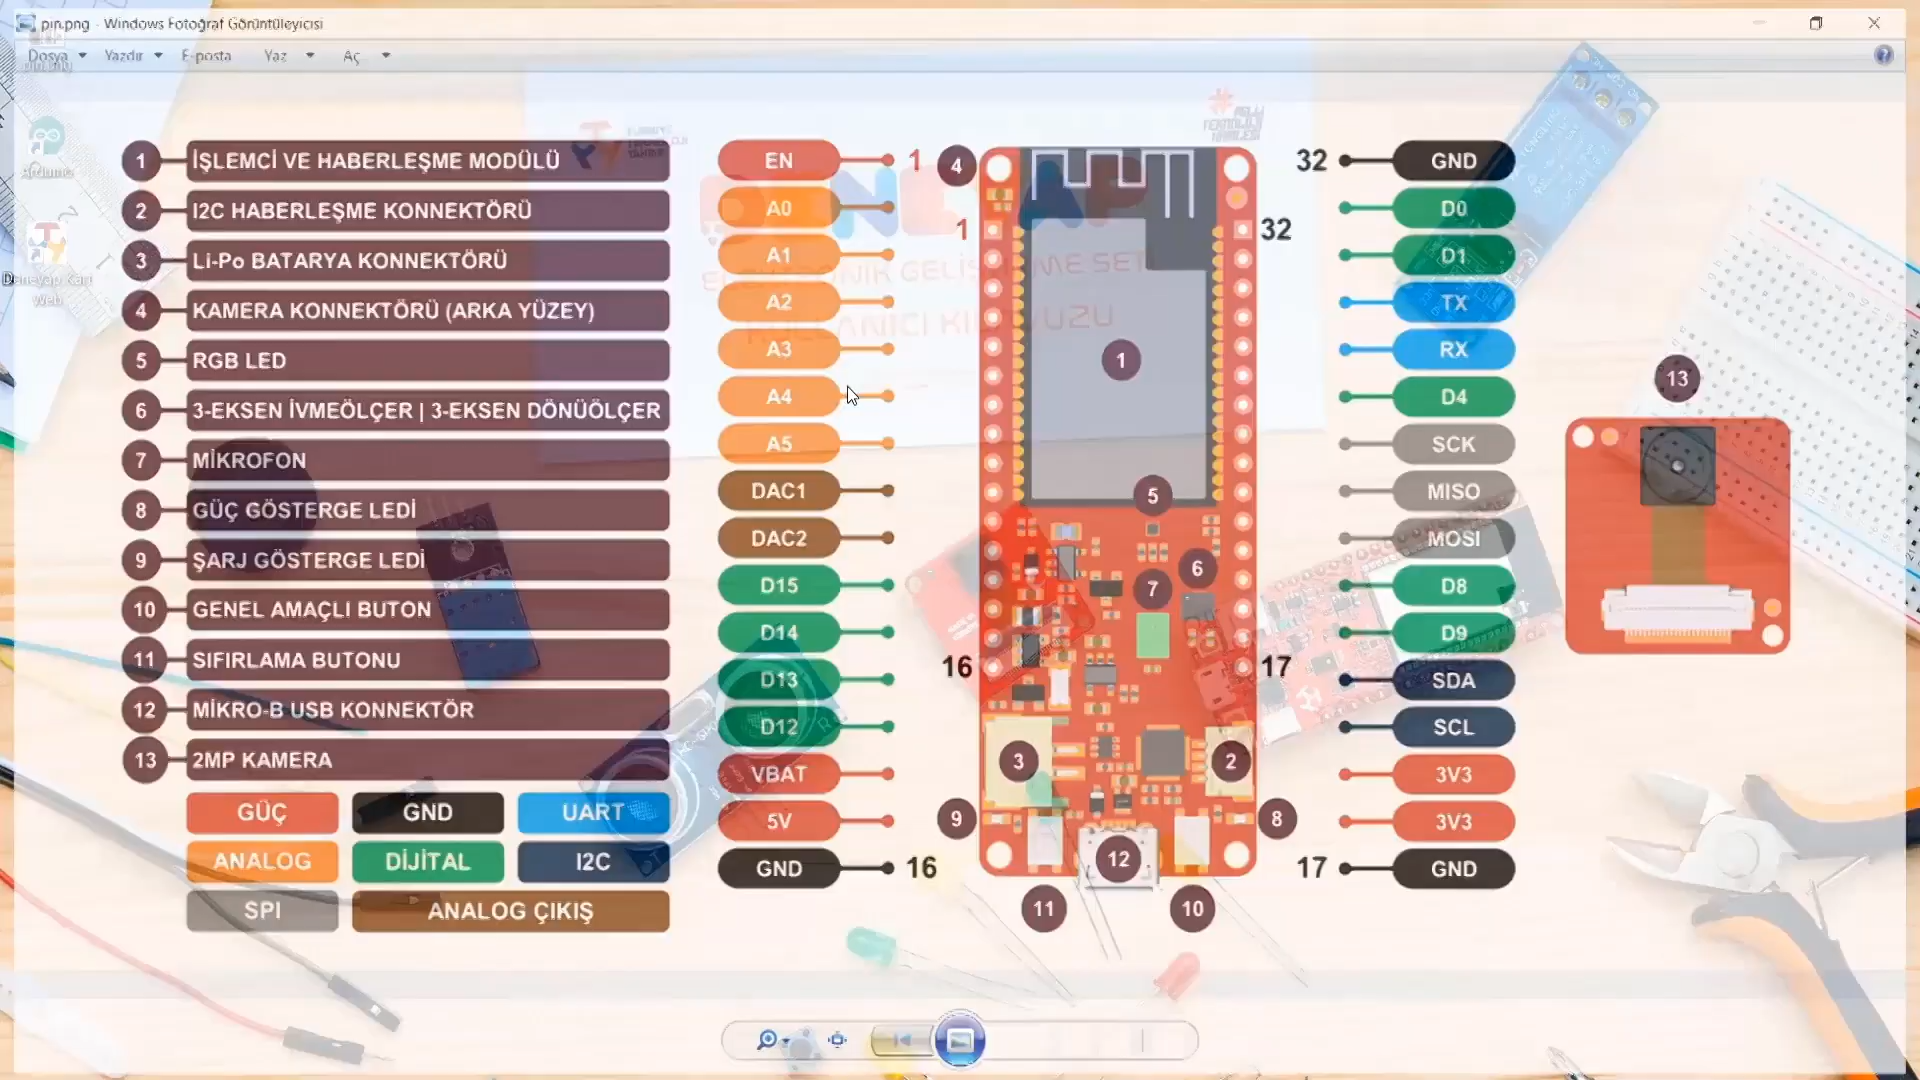 pin.png - Windows Fotoğraf Görüntüleyicisi
Dosya Yazdır E-posta Yaz Aç
Arduino
Deneyap Kart
Web
1 İŞLEMCİ VE HABERLEŞME MODÜLÜ
2 I2C HABERLEŞME KONNEKTÖRÜ
3 Li-Po BATARYA KONNEKTÖRÜ
4 KAMERA KONNEKTÖRÜ (ARKA YÜZEY)
5 RGB LED
6 3-EKSEN İVMEÖLÇER | 3-EKSEN DÖNÜÖLÇER
7 MİKROFON
8 GÜÇ GÖSTERGE LEDİ
9 ŞARJ GÖSTERGE LEDİ
10 GENEL AMAÇLI BUTON
11 SIFIRLAMA BUTONU
12 MİKRO-B USB KONNEKTÖR
13 2MP KAMERA
GÜÇ GND UART
ANALOG DİJİTAL I2C
SPI ANALOG ÇIKIŞ
EN 1
A0
A1
A2
A3
A4
A5
DAC1
DAC2
D15
D14
D13
D12
VBAT
5V
GND 16
4
1 32
1
5
6
7
16 17
3 2
9 8
12
11 10
32 GND
D0
D1
TX
RX
D4
SCK
MISO
MOSI
D8
D9
SDA
SCL
3V3
3V3
17 GND
13